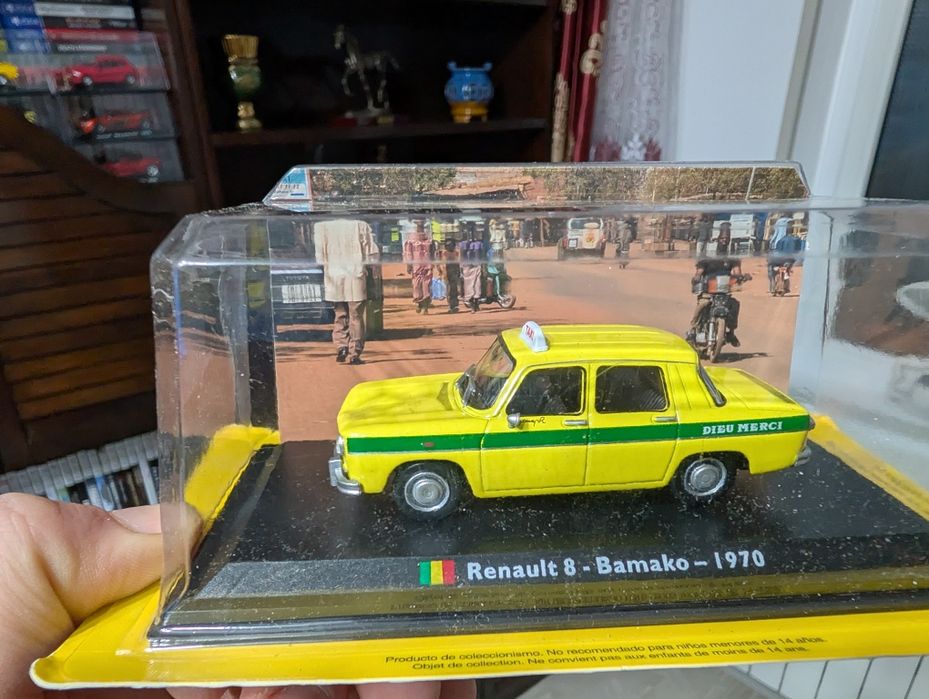 TAXI
DIEU MERCI
Renault 8 - Bamako – 1970
Producto de coleccionismo. No recomendado para niños menores de 14 años.
Objet de collection. Ne convient pas aux enfants de moins de 14 ans.